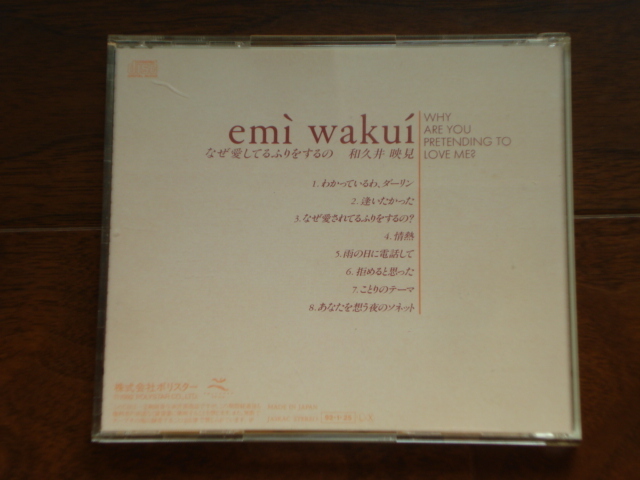 emì wakuí
なぜ愛してるふりをするの 和久井 映見
WHY
ARE YOU
PRETENDING TO
LOVE ME?
1. わかっているわ、ダーリン
2. 逢いたかった
3. なぜ愛されてるふりをするの?
4. 情熱
5. 雨の日に電話して
6. 拒めると思った
7. ことりのテーマ
8. あなたを想う夜のソネット
株式会社ポリスター
MADE IN JAPAN